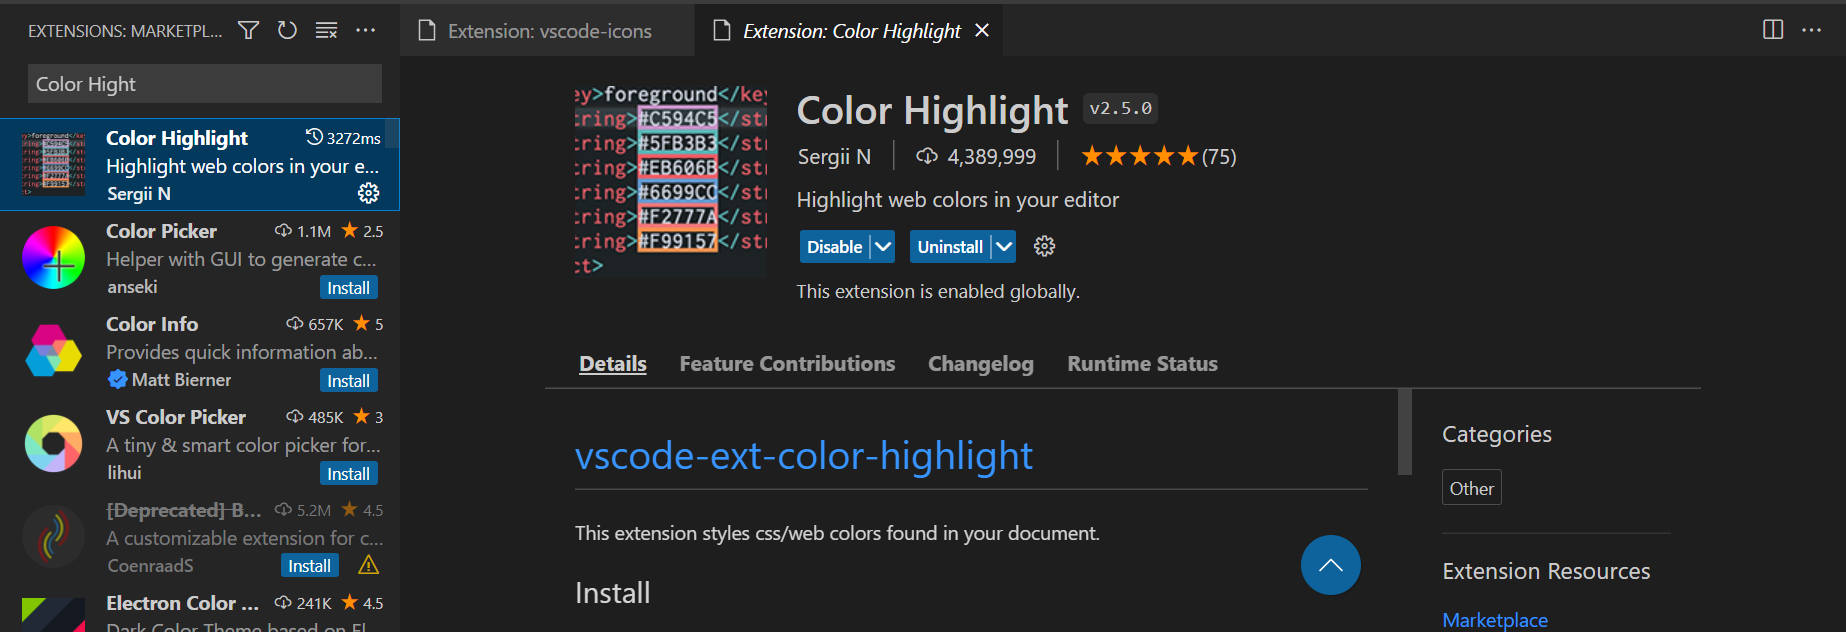 EXTENSIONS: MARKETPL...
Color Hight
Color Highlight 3272ms
Highlight web colors in your e...
Sergii N
Color Picker 1.1M 2.5
Helper with GUI to generate c...
anseki Install
Color Info 657K 5
Provides quick information ab...
Matt Bierner Install
VS Color Picker 485K 3
A tiny & smart color picker for...
lihui Install
[Deprecated] B... 5.2M 4.5
A customizable extension for c...
CoenraadS Install
Electron Color ... 241K 4.5
Dark Color Theme based on El...
Extension: vscode-icons
Extension: Color Highlight
ey>foreground</key
ring>#C594C5</str
ring>#5FB3B3</str
ring>#EB606B</str
ring>#6699CC</str
ring>#F2777A</str
ring>#F99157</str
ct>
Color Highlight v2.5.0
Sergii N 4,389,999 ★★★★★(75)
Highlight web colors in your editor
Disable Uninstall
This extension is enabled globally.
Details Feature Contributions Changelog Runtime Status
vscode-ext-color-highlight
This extension styles css/web colors found in your document.
Install
Categories
Other
Extension Resources
Marketplace